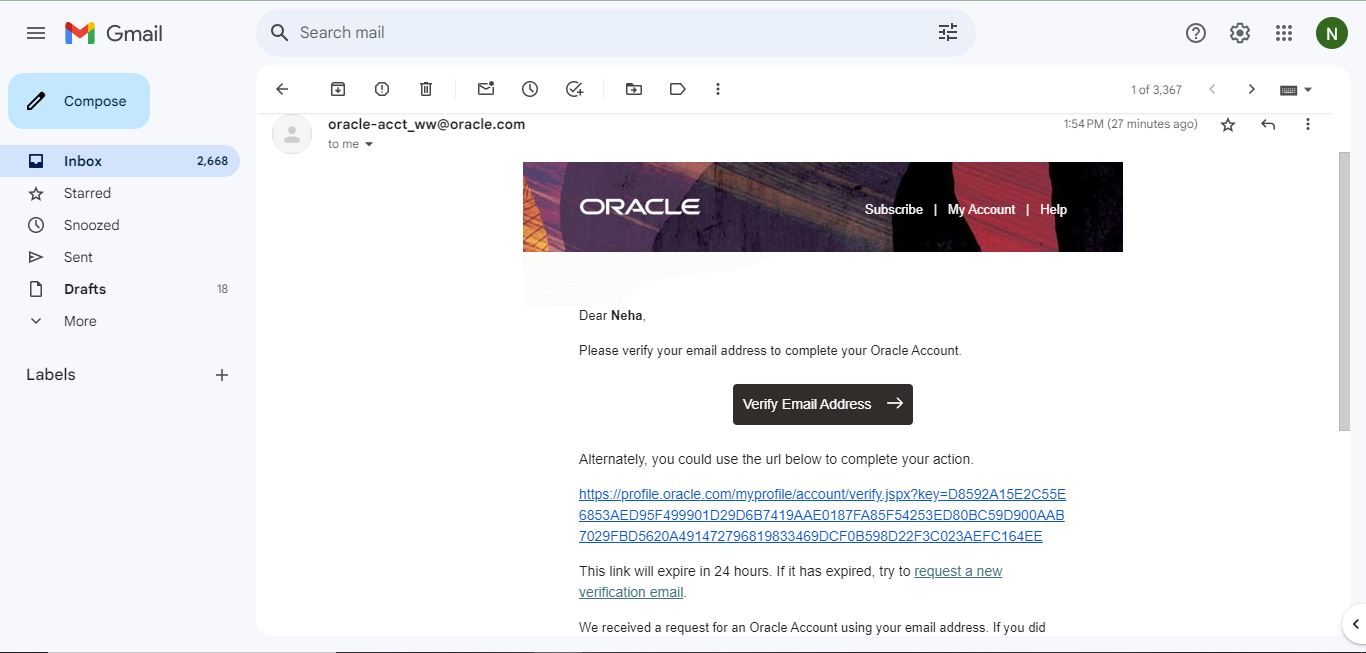 Gmail
Search mail
N
Compose
1 of 3,367
oracle-acct_ww@oracle.com
1:54 PM (27 minutes ago)
to me
Inbox 2,668
Starred
Snoozed
Sent
Drafts 18
More
Labels
ORACLE
Subscribe | My Account | Help
Dear Neha,
Please verify your email address to complete your Oracle Account.
Verify Email Address
Alternately, you could use the url below to complete your action.
https://profile.oracle.com/myprofile/account/verify.jspx?key=D8592A15E2C55E
6853AED95F499901D29D6B7419AAE0187FA85F54253ED80BC59D900AAB
7029FBD5620A491472796819833469DCF0B598D22F3C023AEFC164EE
This link will expire in 24 hours. If it has expired, try to request a new
verification email.
We received a request for an Oracle Account using your email address. If you did